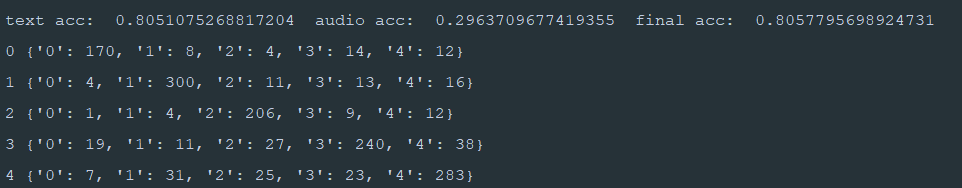 text acc:  0.8051075268817204  audio acc:  0.2963709677419355  final acc:  0.8057795698924731
0 {'0': 170, '1': 8, '2': 4, '3': 14, '4': 12}
1 {'0': 4, '1': 300, '2': 11, '3': 13, '4': 16}
2 {'0': 1, '1': 4, '2': 206, '3': 9, '4': 12}
3 {'0': 19, '1': 11, '2': 27, '3': 240, '4': 38}
4 {'0': 7, '1': 31, '2': 25, '3': 23, '4': 283}